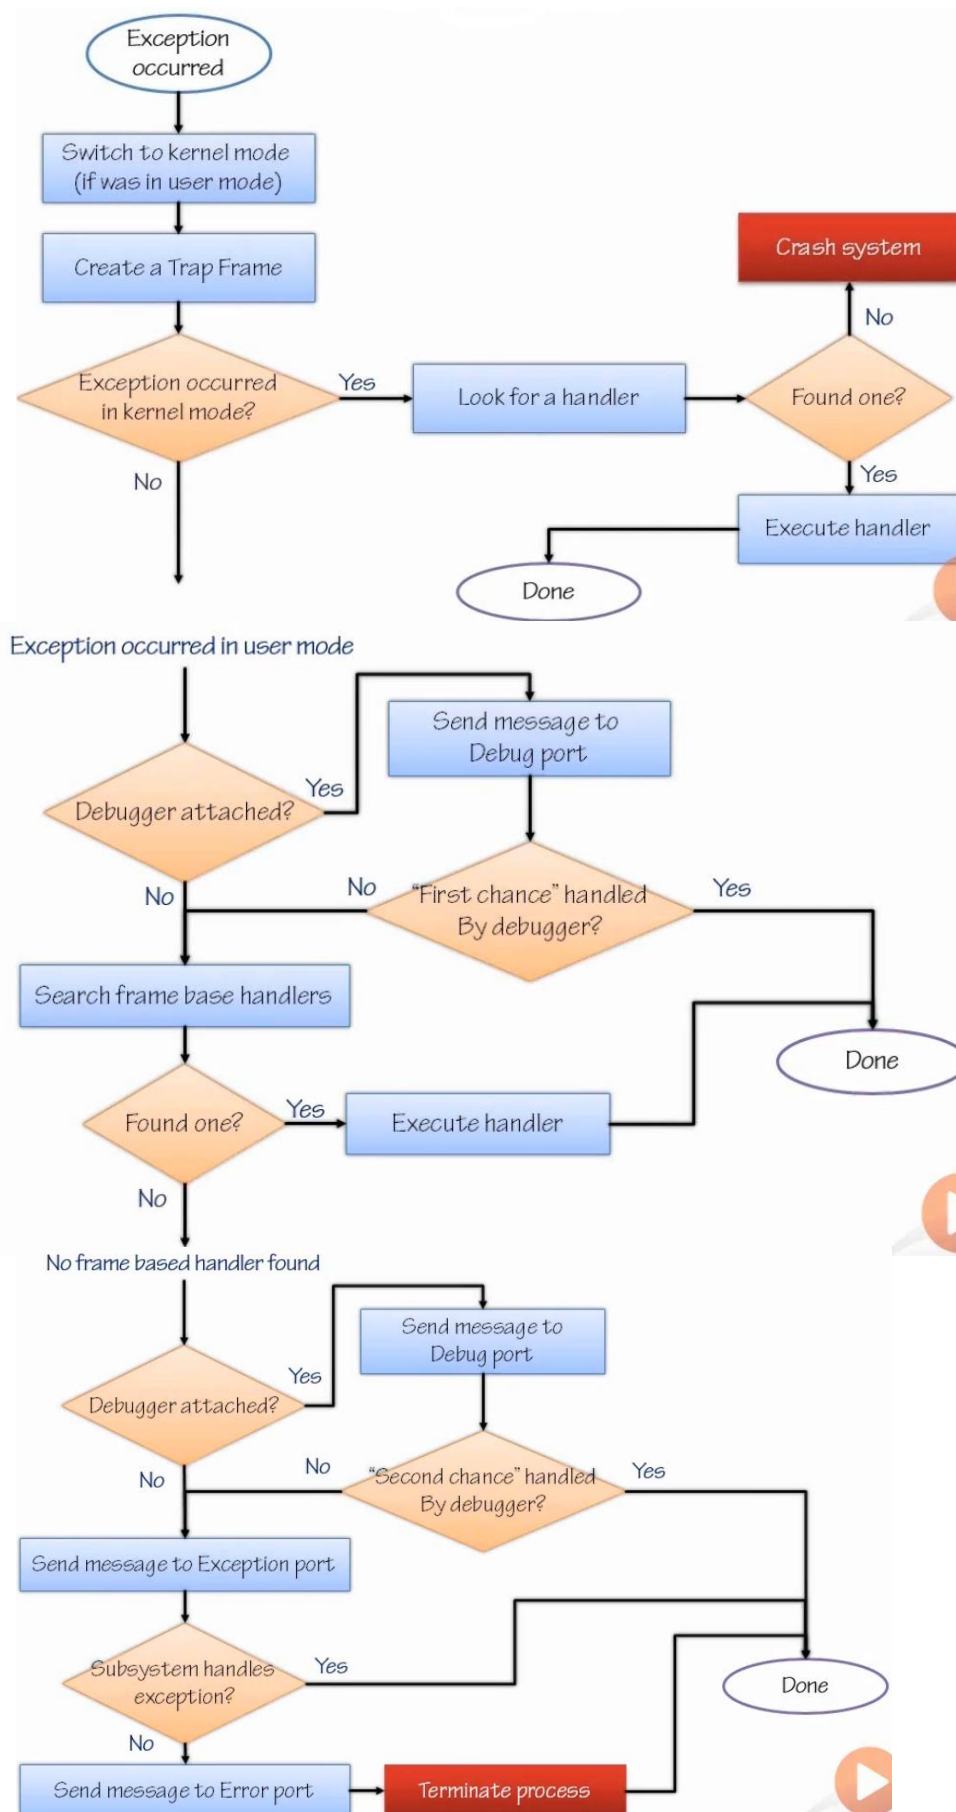 Exception
occurred
Switch to kernel mode
(if was in user mode)
Create a Trap Frame
Crash system
No
Exception occurred
in kernel mode?
Yes
Look for a handler
Found one?
No
Yes
Execute handler
Done
Exception occurred in user mode
Send message to
Debug port
Yes
Debugger attached?
No
No
"First chance" handled
By debugger?
Yes
Search frame base handlers
Done
Found one?
Yes
Execute handler
No
No frame based handler found
Send message to
Debug port
Yes
Debugger attached?
No
No
"Second chance" handled
By debugger?
Yes
Send message to Exception port
Subsystem handles
exception?
Yes
Done
No
Send message to Error port
Terminate process